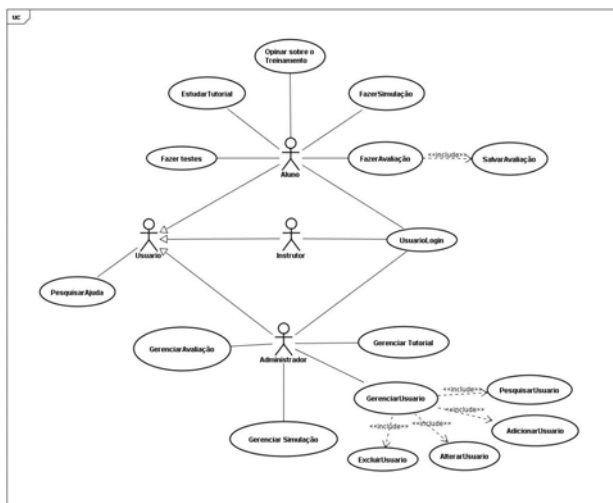 uc
Opinar sobre o
Treinamento
EstudarTutorial
FazerSimulação
Fazer testes
Aluno
FazerAvaliação
<<include>>
SalvarAvaliação
Usuario
Instrutor
UsuarioLogin
PesquisarAjuda
GerenciarAvaliação
Administrador
Gerenciar Tutorial
GerenciarUsuario
<<include>>
PesquisarUsuario
<<include>>
AdicionarUsuario
<<include>>
<<include>>
Gerenciar Simulação
ExcluirUsuario
AlterarUsuario